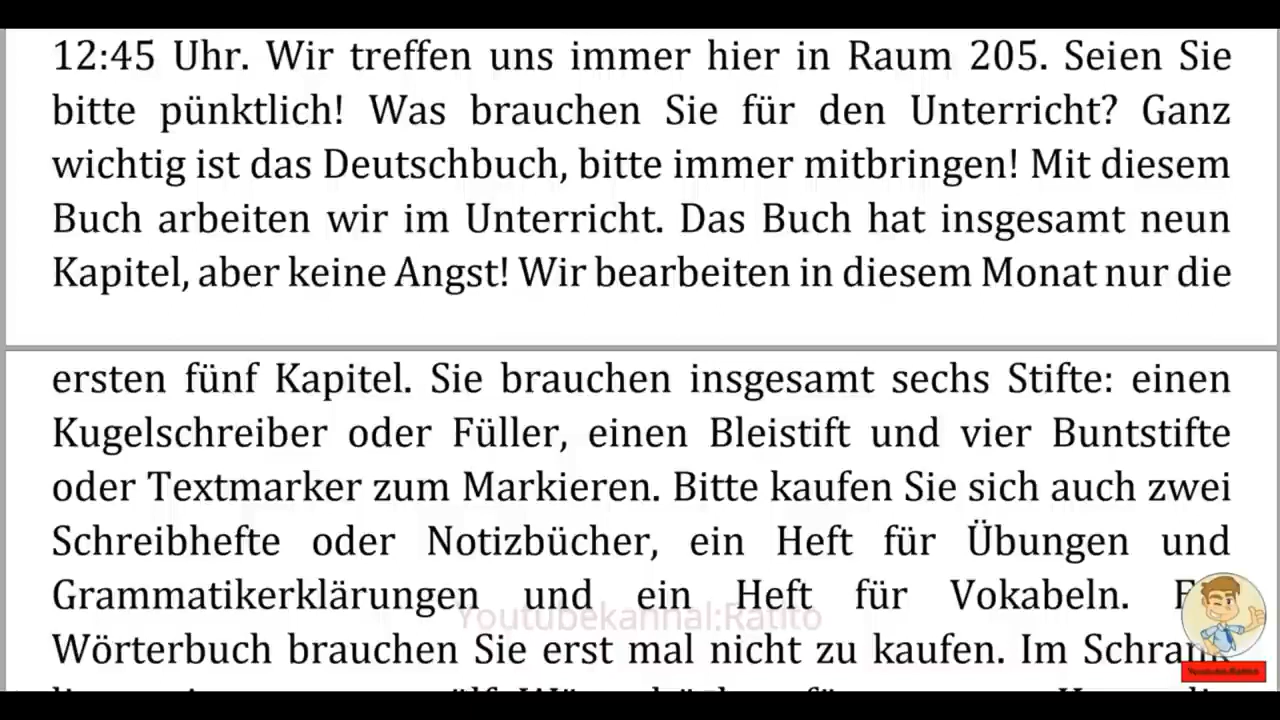 12:45 Uhr. Wir treffen uns immer hier in Raum 205. Seien Sie
bitte pünktlich! Was brauchen Sie für den Unterricht? Ganz
wichtig ist das Deutschbuch, bitte immer mitbringen! Mit diesem
Buch arbeiten wir im Unterricht. Das Buch hat insgesamt neun
Kapitel, aber keine Angst! Wir bearbeiten in diesem Monat nur die
ersten fünf Kapitel. Sie brauchen insgesamt sechs Stifte: einen
Kugelschreiber oder Füller, einen Bleistift und vier Buntstifte
oder Textmarker zum Markieren. Bitte kaufen Sie sich auch zwei
Schreibhefte oder Notizbücher, ein Heft für Übungen und
Grammatikerklärungen und ein Heft für Vokabeln.
Youtubekannal:Ratito
Wörterbuch brauchen Sie erst mal nicht zu kaufen. Im Schrank